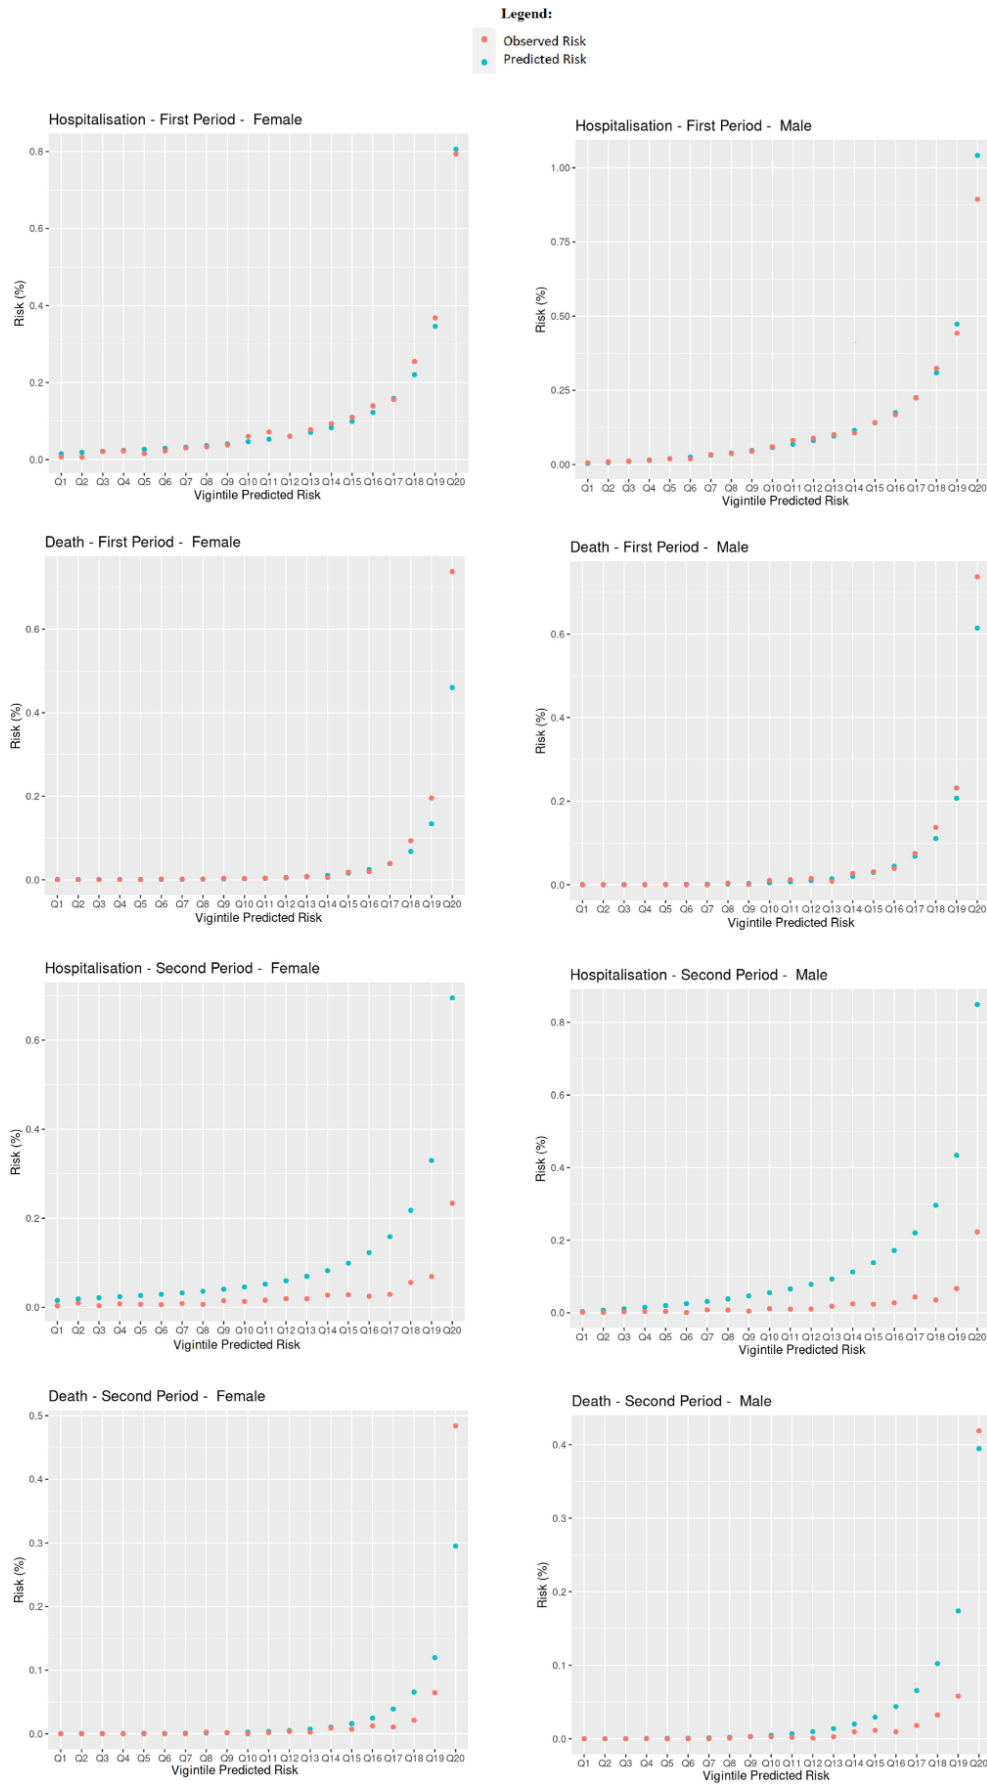 Legend:
Observed Risk
Predicted Risk
Hospitalisation - First Period - Female
Risk (%)
0.8
0.6
0.4
0.2
0.0
Q1 Q2 Q3 Q4 Q5 Q6 Q7 Q8 Q9 Q10 Q11 Q12 Q13 Q14 Q15 Q16 Q17 Q18 Q19 Q20
Vigintile Predicted Risk
Hospitalisation - First Period - Male
Risk (%)
1.00
0.75
0.50
0.25
0.00
Q1 Q2 Q3 Q4 Q5 Q6 Q7 Q8 Q9 Q10 Q11 Q12 Q13 Q14 Q15 Q16 Q17 Q18 Q19 Q20
Vigintile Predicted Risk
Death - First Period - Female
Risk (%)
0.6
0.4
0.2
0.0
Q1 Q2 Q3 Q4 Q5 Q6 Q7 Q8 Q9 Q10 Q11 Q12 Q13 Q14 Q15 Q16 Q17 Q18 Q19 Q20
Vigintile Predicted Risk
Death - First Period - Male
Risk (%)
0.6
0.4
0.2
0.0
Q1 Q2 Q3 Q4 Q5 Q6 Q7 Q8 Q9 Q10 Q11 Q12 Q13 Q14 Q15 Q16 Q17 Q18 Q19 Q20
Vigintile Predicted Risk
Hospitalisation - Second Period - Female
Risk (%)
0.6
0.4
0.2
0.0
Q1 Q2 Q3 Q4 Q5 Q6 Q7 Q8 Q9 Q10 Q11 Q12 Q13 Q14 Q15 Q16 Q17 Q18 Q19 Q20
Vigintile Predicted Risk
Hospitalisation - Second Period - Male
Risk (%)
0.8
0.6
0.4
0.2
0.0
Q1 Q2 Q3 Q4 Q5 Q6 Q7 Q8 Q9 Q10 Q11 Q12 Q13 Q14 Q15 Q16 Q17 Q18 Q19 Q20
Vigintile Predicted Risk
Death - Second Period - Female
Risk (%)
0.5
0.4
0.3
0.2
0.1
0.0
Q1 Q2 Q3 Q4 Q5 Q6 Q7 Q8 Q9 Q10 Q11 Q12 Q13 Q14 Q15 Q16 Q17 Q18 Q19 Q20
Vigintile Predicted Risk
Death - Second Period - Male
Risk (%)
0.4
0.3
0.2
0.1
0.0
Q1 Q2 Q3 Q4 Q5 Q6 Q7 Q8 Q9 Q10 Q11 Q12 Q13 Q14 Q15 Q16 Q17 Q18 Q19 Q20
Vigintile Predicted Risk